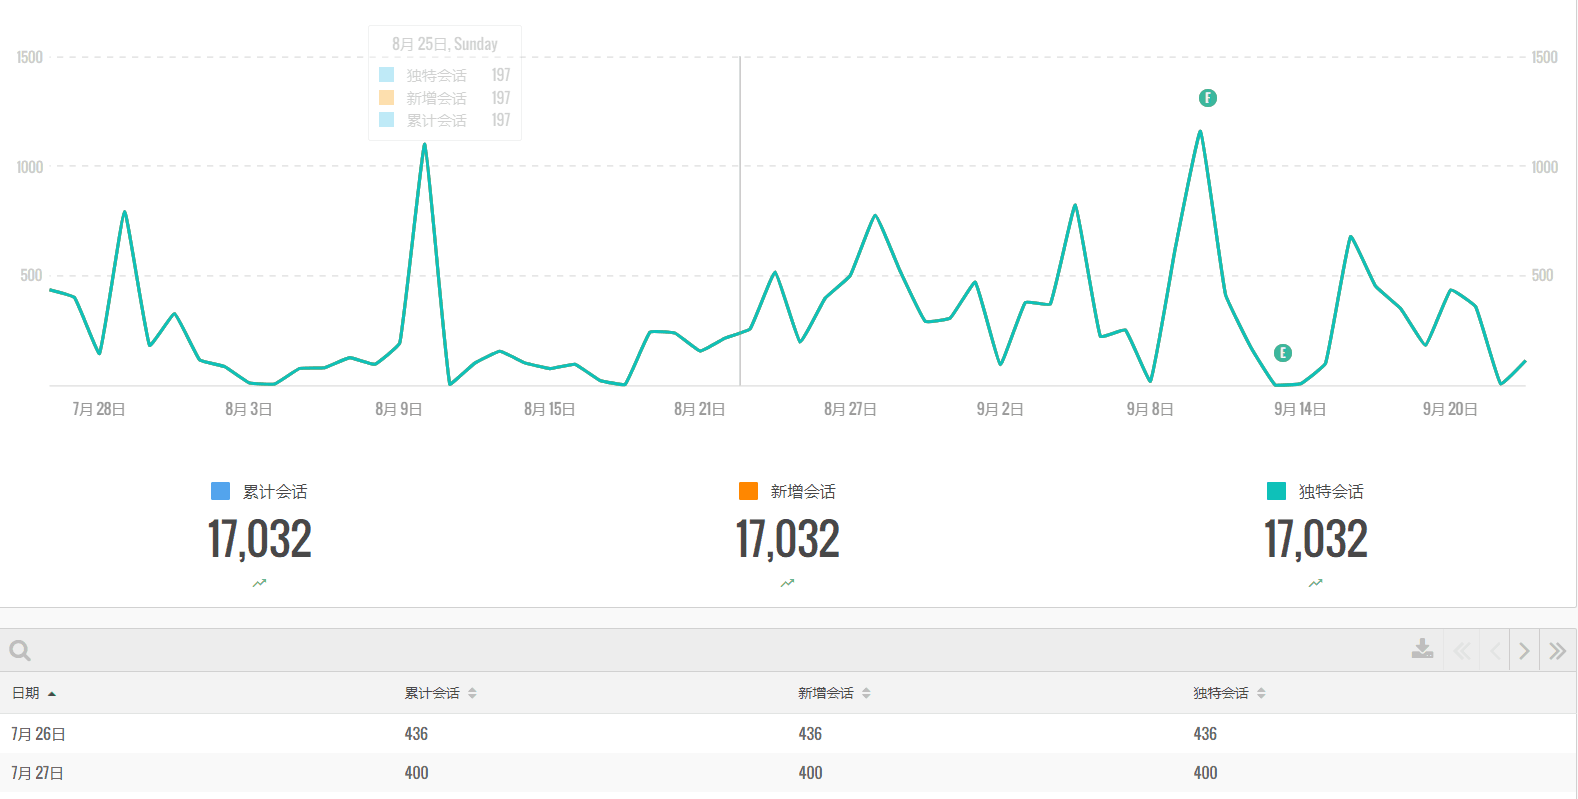 8月 25日, Sunday
1500
1500
独特会话 197
新增会话 197
累计会话 197
F
1000
1000
500
500
E
7月 28日 8月 3日 8月 9日 8月 15日 8月 21日 8月 27日 9月 2日 9月 8日 9月 14日 9月 20日
累计会话 新增会话 独特会话
17,032 17,032 17,032
日期 累计会话 新增会话 独特会话
7月 26日 436 436 436
7月 27日 400 400 400